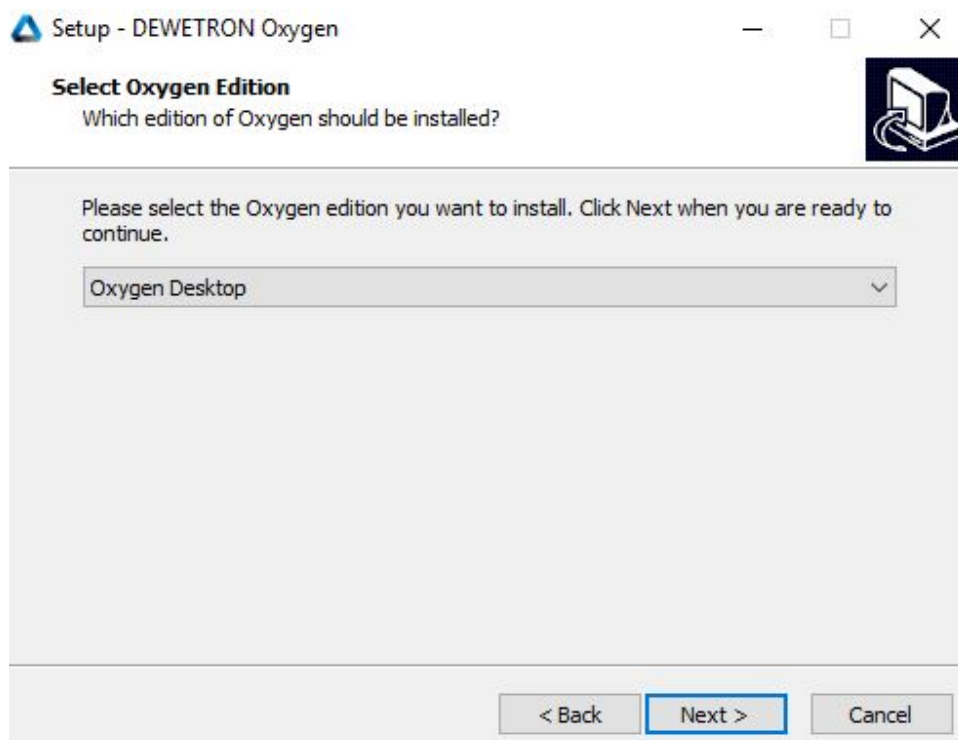 Setup - DEWETRON Oxygen
Select Oxygen Edition
Which edition of Oxygen should be installed?
Please select the Oxygen edition you want to install. Click Next when you are ready to
continue.
Oxygen Desktop
< Back
Next >
Cancel